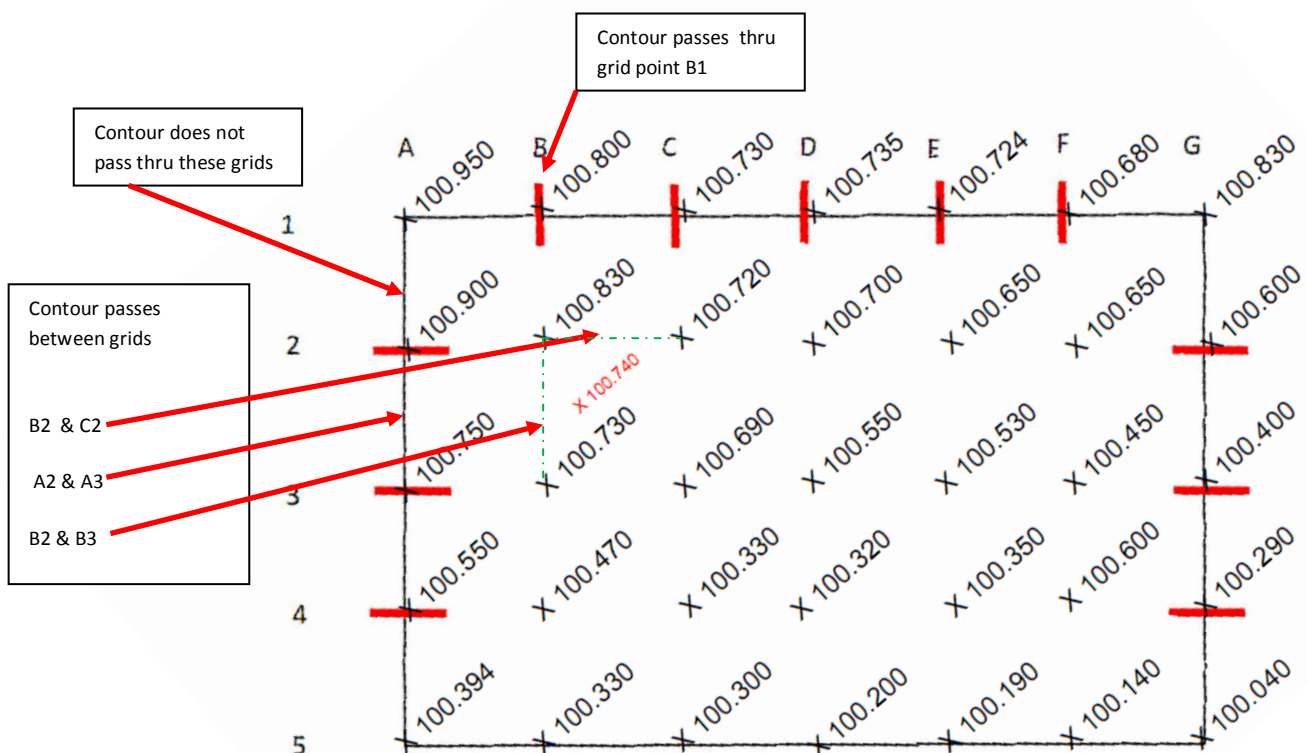 Contour passes thru
grid point B1
Contour does not
pass thru these grids
A B C D E F G
1 100.950 100.800 100.730 100.735 100.724 100.680 100.830
Contour passes
between grids
B2 & C2
A2 & A3
B2 & B3
2 100.900 X 100.830 X 100.720 X 100.700 X 100.650 X 100.650 X 100.600
X 100.740
3 100.750 X 100.730 X 100.690 X 100.550 X 100.530 X 100.450 100.400
4 100.550 X 100.470 X 100.330 X 100.320 X 100.350 X 100.600 100.290
5 100.394 100.330 100.300 100.200 100.190 100.140 100.040